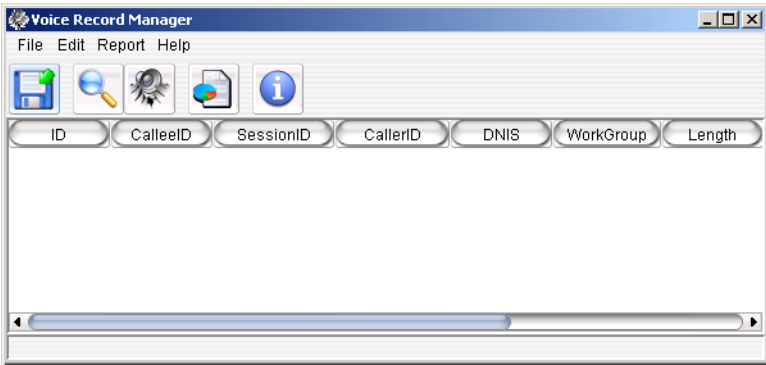 Voice Record Manager
File Edit Report Help
ID CalleeID SessionID CallerID DNIS WorkGroup Length